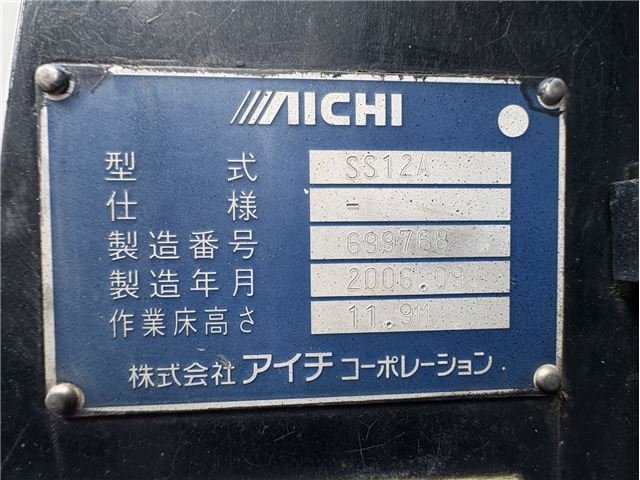 AICHI
型式 SS12A
仕様 -
製造番号 699768
製造年月 2006.09
作業床高さ 11.9M
株式会社 アイチ コーポレーション